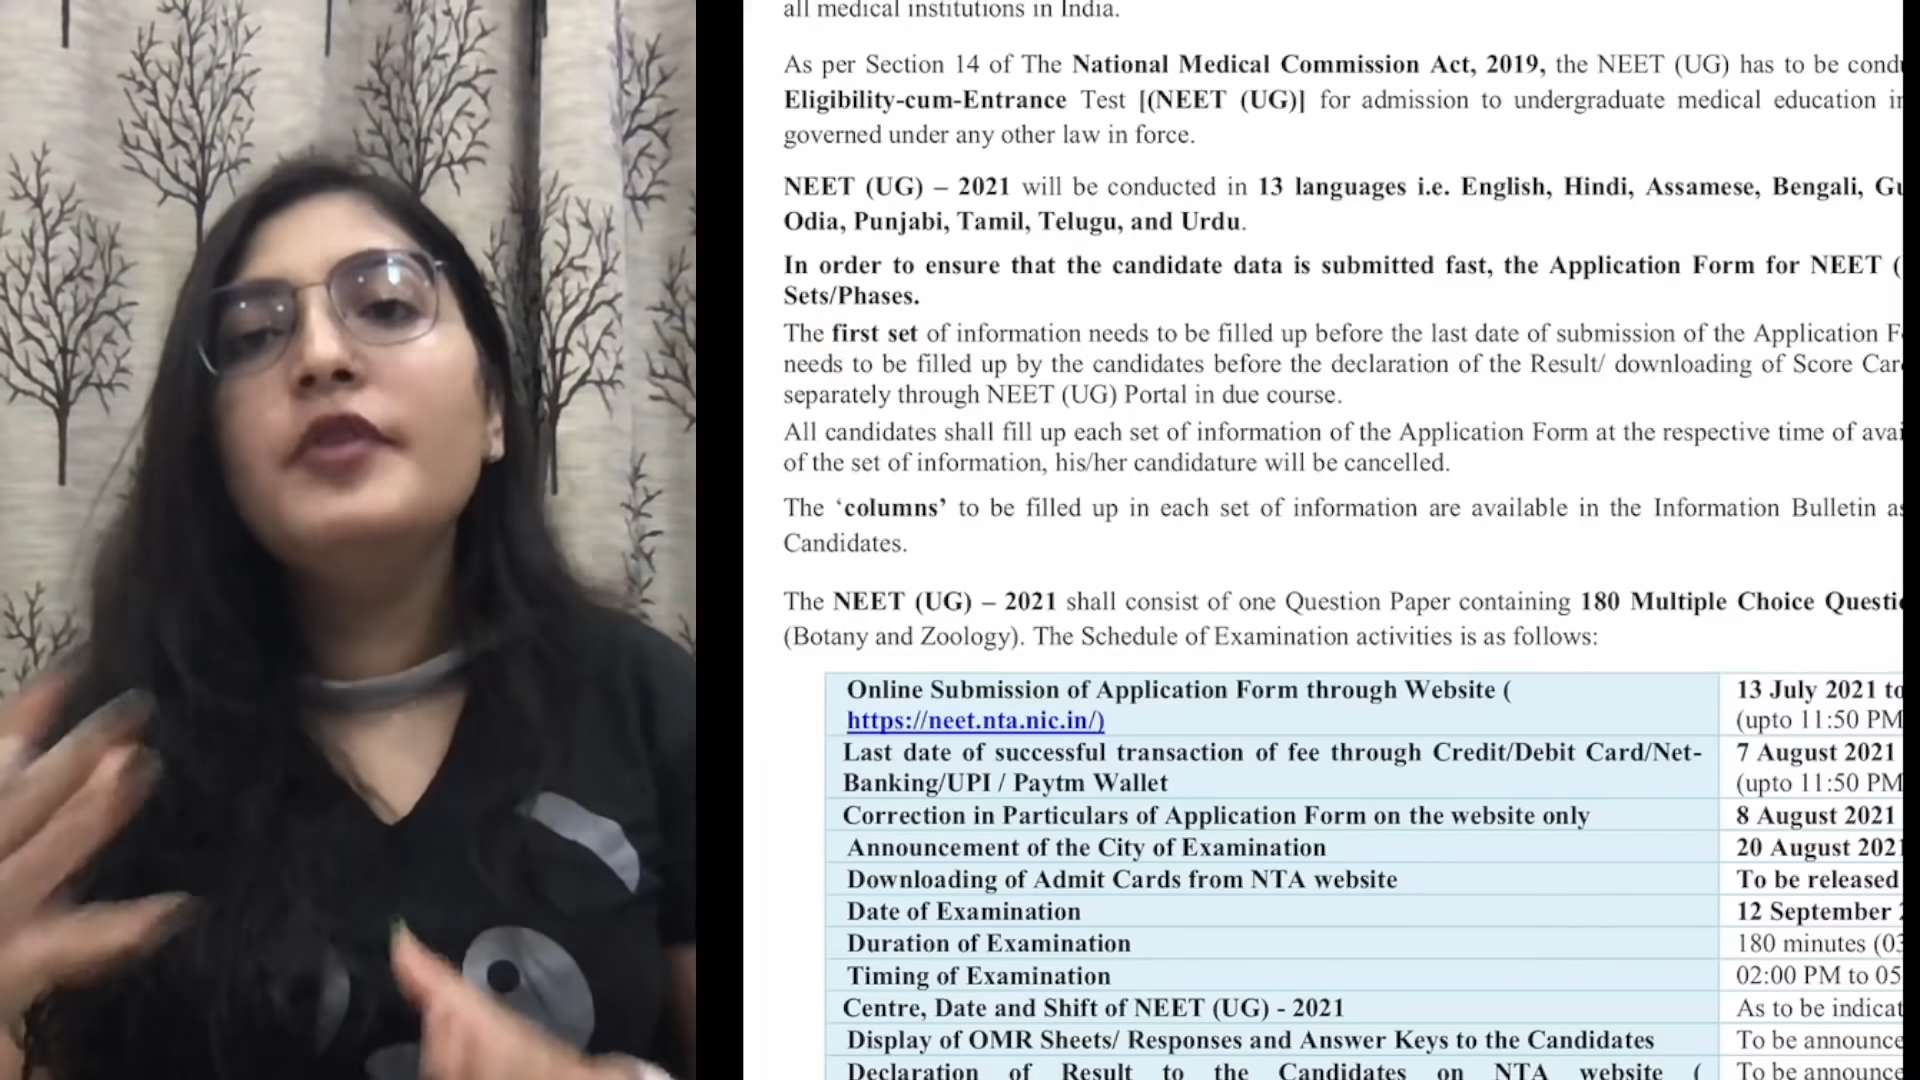 all medical institutions in India.
As per Section 14 of The National Medical Commission Act, 2019, the NEET (UG) has to be
Eligibility-cum-Entrance Test [(NEET (UG)] for admission to undergraduate medical education
governed under any other law in force.
NEET (UG) – 2021 will be conducted in 13 languages i.e. English, Hindi, Assamese, Bengali,
Odia, Punjabi, Tamil, Telugu, and Urdu.
In order to ensure that the candidate data is submitted fast, the Application Form for NEET (
Sets/Phases.
The first set of information needs to be filled up before the last date of submission of the Application
needs to be filled up by the candidates before the declaration of the Result/ downloading of Score
separately through NEET (UG) Portal in due course.
All candidates shall fill up each set of information of the Application Form at the respective time of
of the set of information, his/her candidature will be cancelled.
The ‘columns’ to be filled up in each set of information are available in the Information Bulletin
Candidates.
The NEET (UG) – 2021 shall consist of one Question Paper containing 180 Multiple Choice
(Botany and Zoology). The Schedule of Examination activities is as follows:
Online Submission of Application Form through Website (
https://neet.nta.nic.in/)
13 July 2021 to
(upto 11:50 PM
Last date of successful transaction of fee through Credit/Debit Card/Net-
Banking/UPI / Paytm Wallet
7 August 2021
(upto 11:50 PM
Correction in Particulars of Application Form on the website only
8 August 2021
Announcement of the City of Examination
20 August 2021
Downloading of Admit Cards from NTA website
To be released
Date of Examination
12 September
Duration of Examination
180 minutes (03
Timing of Examination
02:00 PM to 05
Centre, Date and Shift of NEET (UG) - 2021
As to be
Display of OMR Sheets/ Responses and Answer Keys to the Candidates
To be
Declaration of Result to the Candidates on NTA website (
To be